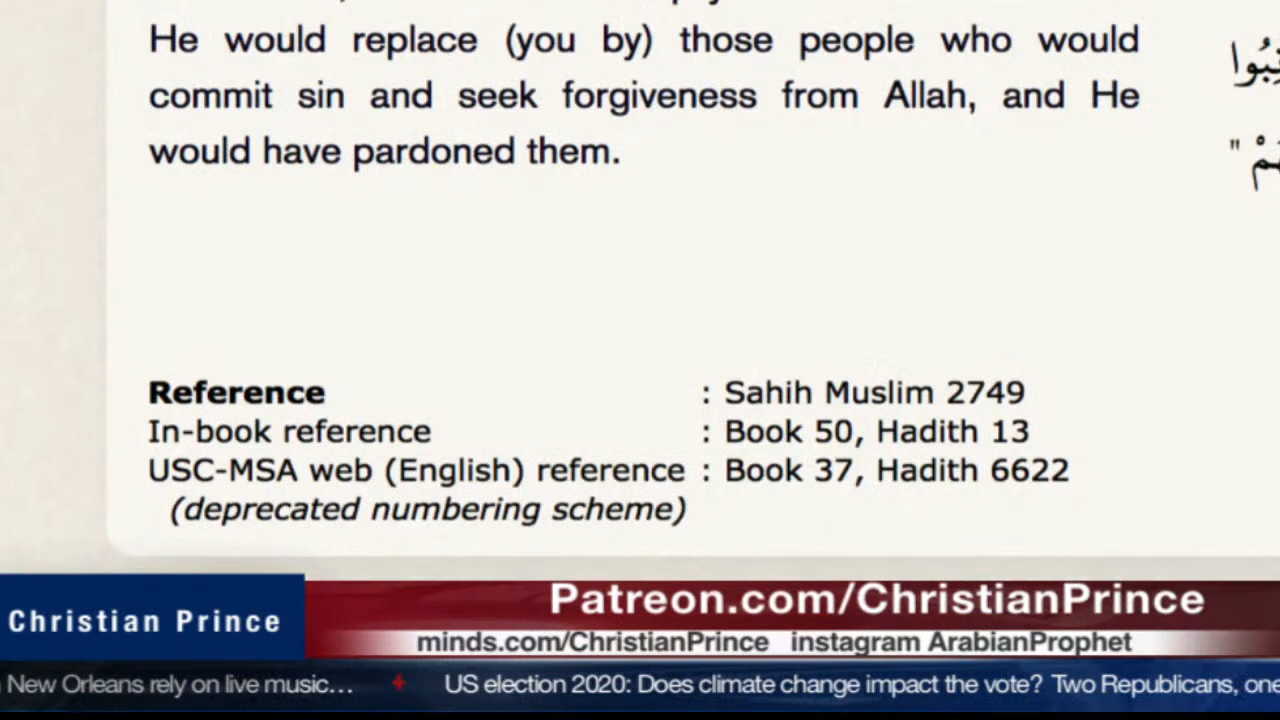 He would replace (you by) those people who would
commit sin and seek forgiveness from Allah, and He
would have pardoned them.
Reference : Sahih Muslim 2749
In-book reference : Book 50, Hadith 13
USC-MSA web (English) reference : Book 37, Hadith 6622
(deprecated numbering scheme)
Christian Prince
Patreon.com/ChristianPrince
minds.com/ChristianPrince instagram ArabianProphet
New Orleans rely on live music... US election 2020: Does climate change impact the vote? Two Republicans, one